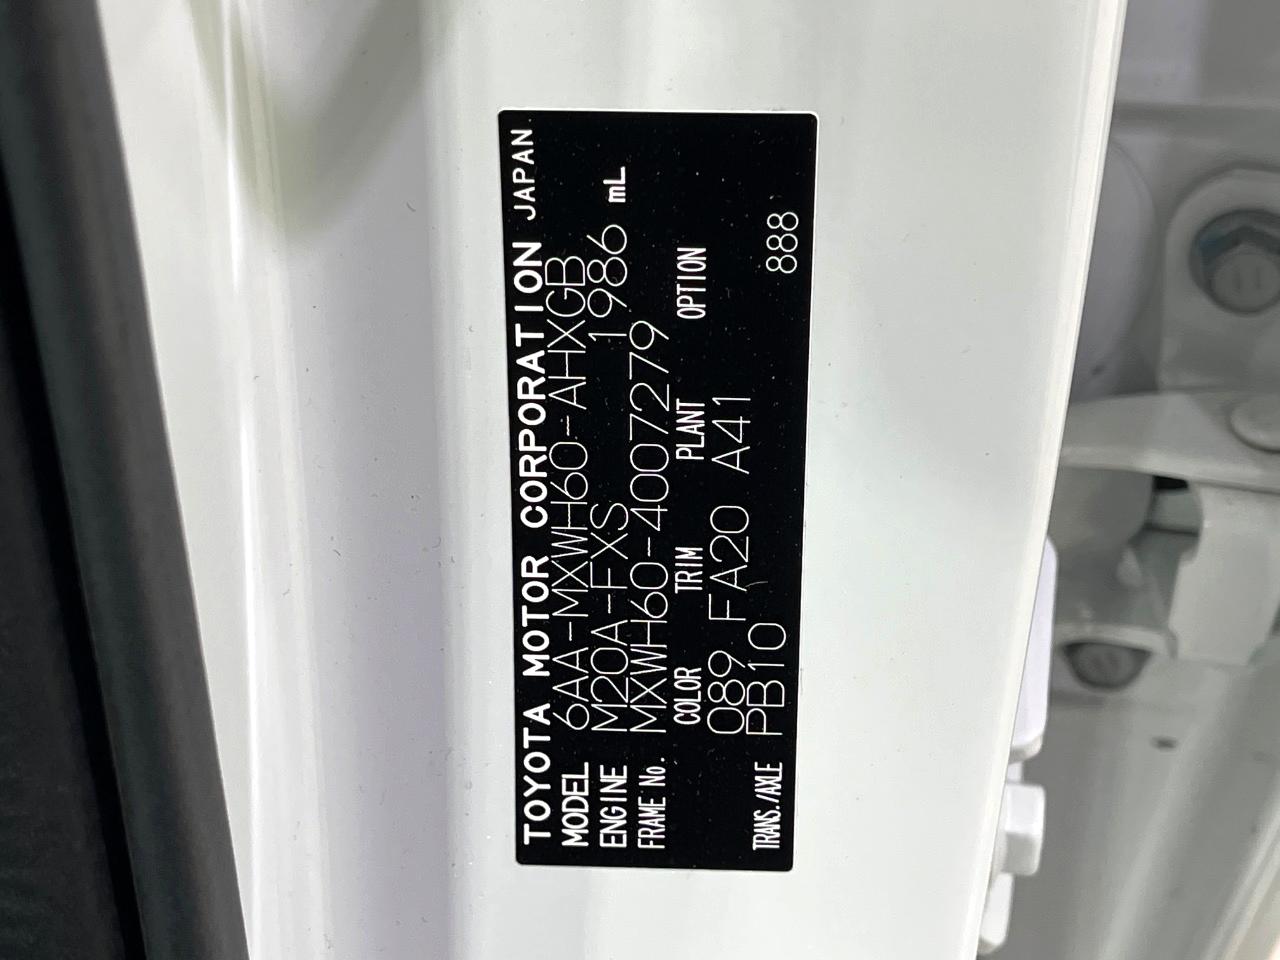 TOYOTA MOTOR CORPORATION JAPAN
MODEL 6AA-MXWH60-AHXGB
ENGINE M20A-FXS 1986 mL
FRAME No. MXWH60-4007279
COLOR TRIM PLANT OPTION
089 FA20 A41
TRANS./AXLE PB10 888